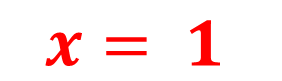 x = 1